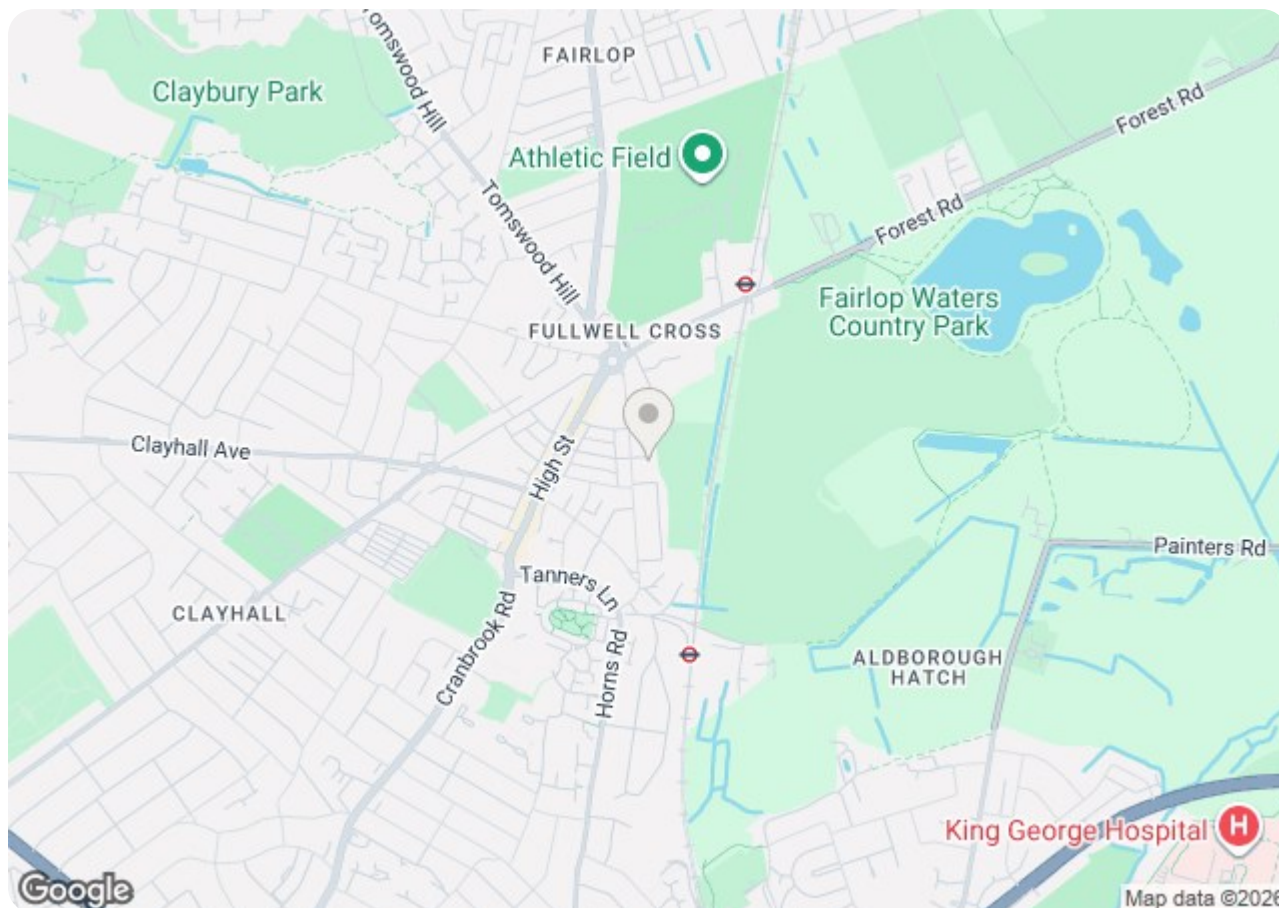 Tomswood Hill
FAIRLOP
Claybury Park
Forest Rd
Athletic Field
Tomswood Hill
Forest Rd
Fairlop Waters
Country Park
FULLWELL CROSS
Clayhall Ave
High St
Painters Rd
Tanners Ln
CLAYHALL
Cranbrook Rd
Horns Rd
ALDBOROUGH
HATCH
King George Hospital
H
Google
Map data ©2026